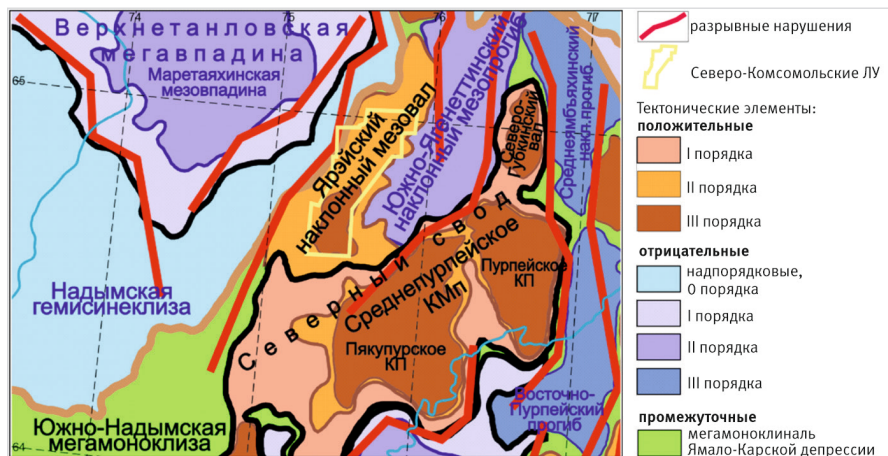 74
75
76
77
65
64
Верхнетанловская
мегавпадина
Маретаяхинская
мезовпадина
Ярэйский
наклонный мезовал
Южно-Ягенеттинский
наклонный мезопрогиб
Северо-
Губкинский
вал
Среднеямбъяхинский
накл.прогиб
Надымская
гемисинеклиза
Северный свод
Среднепурпейское
КМп
Пурпейское
КП
Пякупурское
КП
Южно-Надымская
мегамоноклиза
Восточно-
Пурпейский
прогиб
разрывные нарушения
Северо-Комсомольские ЛУ
Тектонические элементы:
положительные
I порядка
II порядка
III порядка
отрицательные
надпорядковые,
0 порядка
I порядка
II порядка
III порядка
промежуточные
мегамоноклиналь
Ямало-Карской депрессии